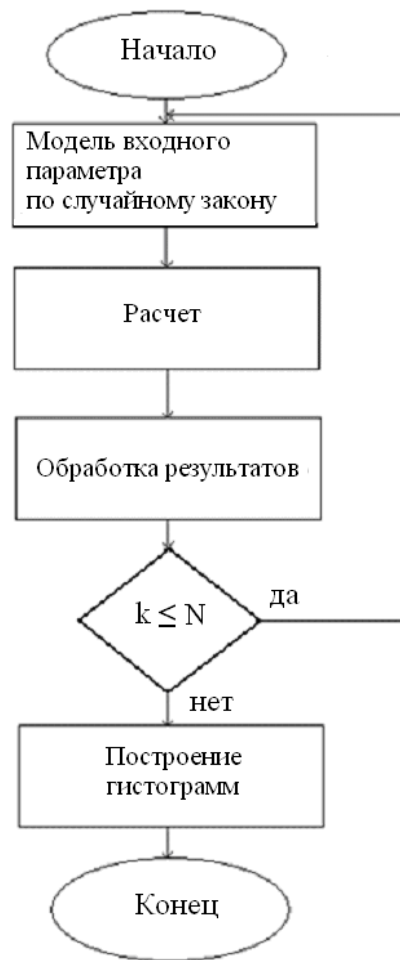 Начало
Модель входного
параметра
по случайному закону
Расчет
Обработка результатов
k ≤ N
да
нет
Построение
гистограмм
Конец